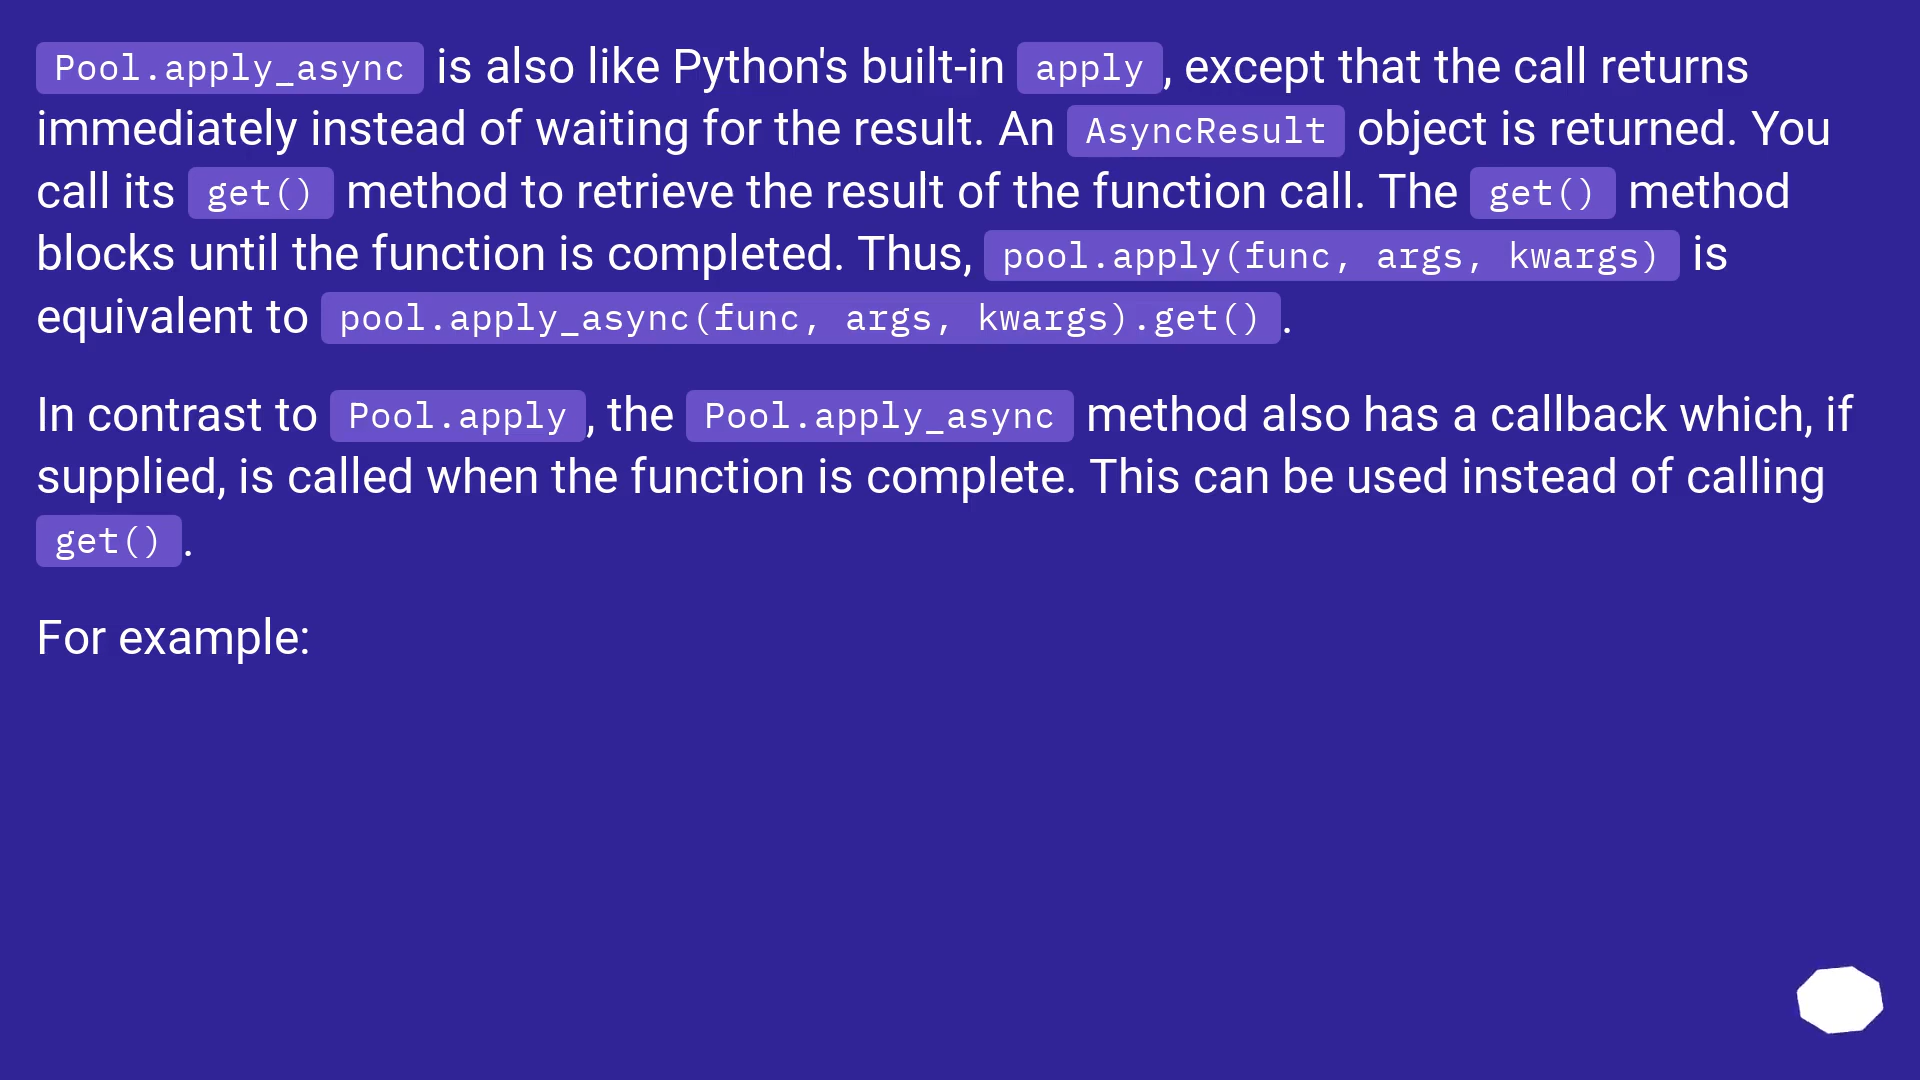 Pool.apply_async is also like Python's built-in apply, except that the call returns
immediately instead of waiting for the result. An AsyncResult object is returned. You
call its get() method to retrieve the result of the function call. The get() method
blocks until the function is completed. Thus, pool.apply(func, args, kwargs) is
equivalent to pool.apply_async(func, args, kwargs).get().
In contrast to Pool.apply, the Pool.apply_async method also has a callback which, if
supplied, is called when the function is complete. This can be used instead of calling
get().
For example: